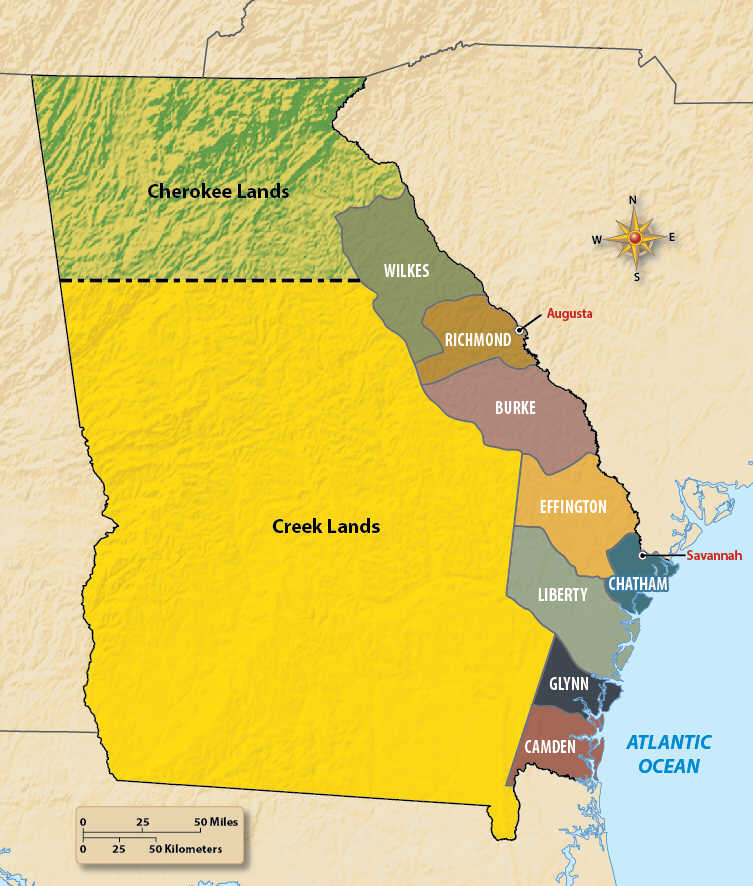 Cherokee Lands
N
W
E
S
WILKES
Augusta
RICHMOND
BURKE
EFFINGTON
Creek Lands
Savannah
CHATHAM
LIBERTY
GLYNN
CAMDEN
ATLANTIC
OCEAN
0 25 50 Miles
0 25 50 Kilometers